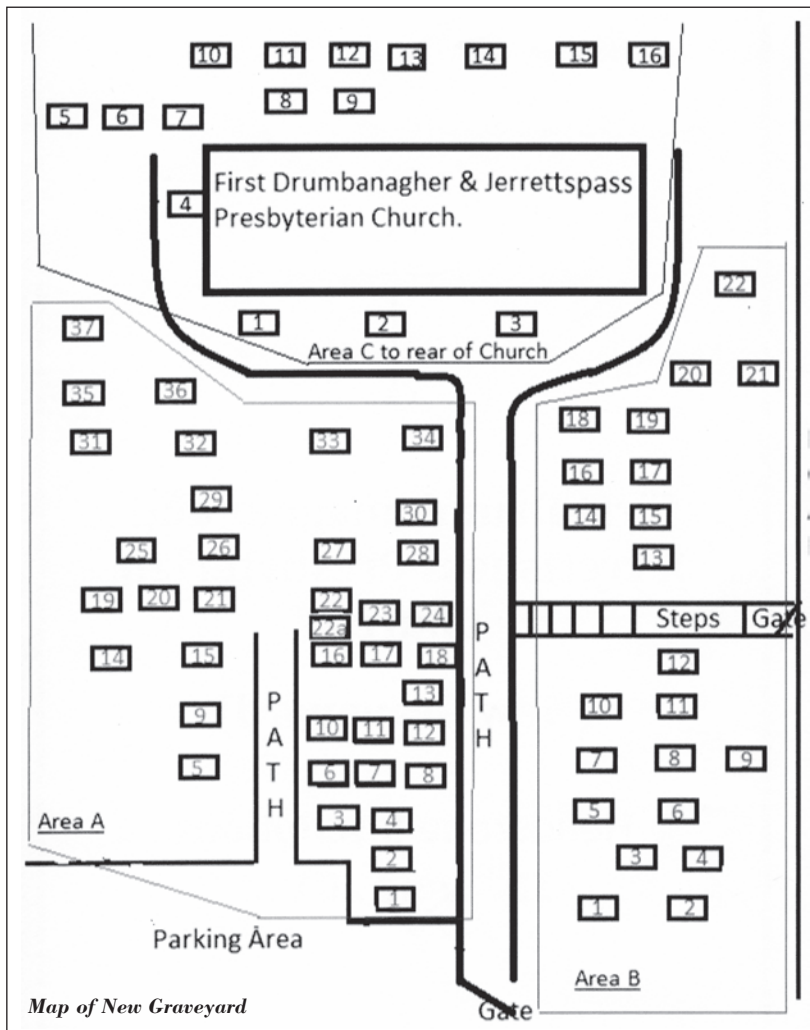 10 11 12 13 14 15 16
8 9
5 6 7
First Drumbanagher & Jerrettspass
Presbyterian Church.
4
1 2 3
Area C to rear of Church
22
20 21
18 19
16 17
14 15
13
Steps Gate
12
10 11
7 8 9
5 6
3 4
1 2
Area B
37
35 36
31 32 33 34
29 30
25 26 27 28
19 20 21 22 23 24
22a
14 15 16 17 18
13
9 10 11 12
5 6 7 8
3 4
2
1
Area A
PATH
PATH
Parking Area
Gate
Map of New Graveyard